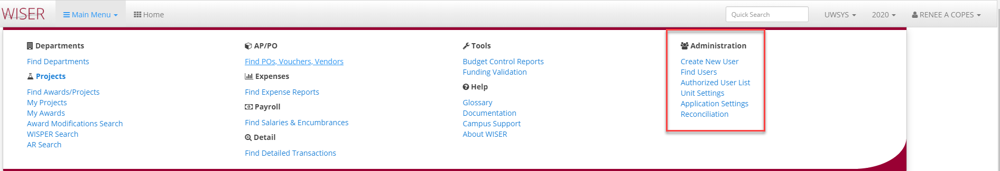 WISER Main Menu Home Quick Search UWSYS 2020 RENEE A COPES
Departments
Find Departments
Projects
Find Awards/Projects
My Projects
My Awards
Award Modifications Search
WISPER Search
AR Search
AP/PO
Find POs, Vouchers, Vendors
Expenses
Find Expense Reports
Payroll
Find Salaries & Encumbrances
Detail
Find Detailed Transactions
Tools
Budget Control Reports
Funding Validation
Help
Glossary
Documentation
Campus Support
About WISER
Administration
Create New User
Find Users
Authorized User List
Unit Settings
Application Settings
Reconciliation